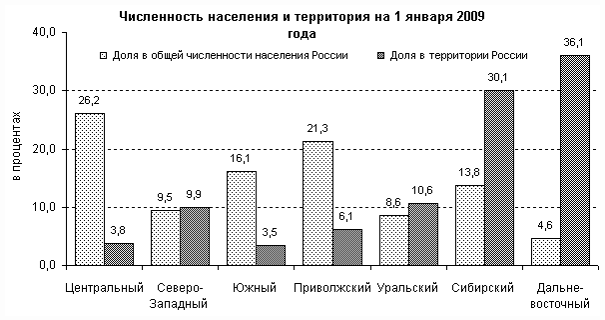 Численность населения и территория на 1 января 2009
года
Доля в общей численности населения России
Доля в территории России
в процентах
40,0
30,0
20,0
10,0
0,0
26,2
3,8
9,5
9,9
16,1
3,5
21,3
6,1
8,6
10,6
13,8
30,1
4,6
36,1
Центральный
Северо-
Западный
Южный
Приволжский
Уральский
Сибирский
Дальне-
восточный